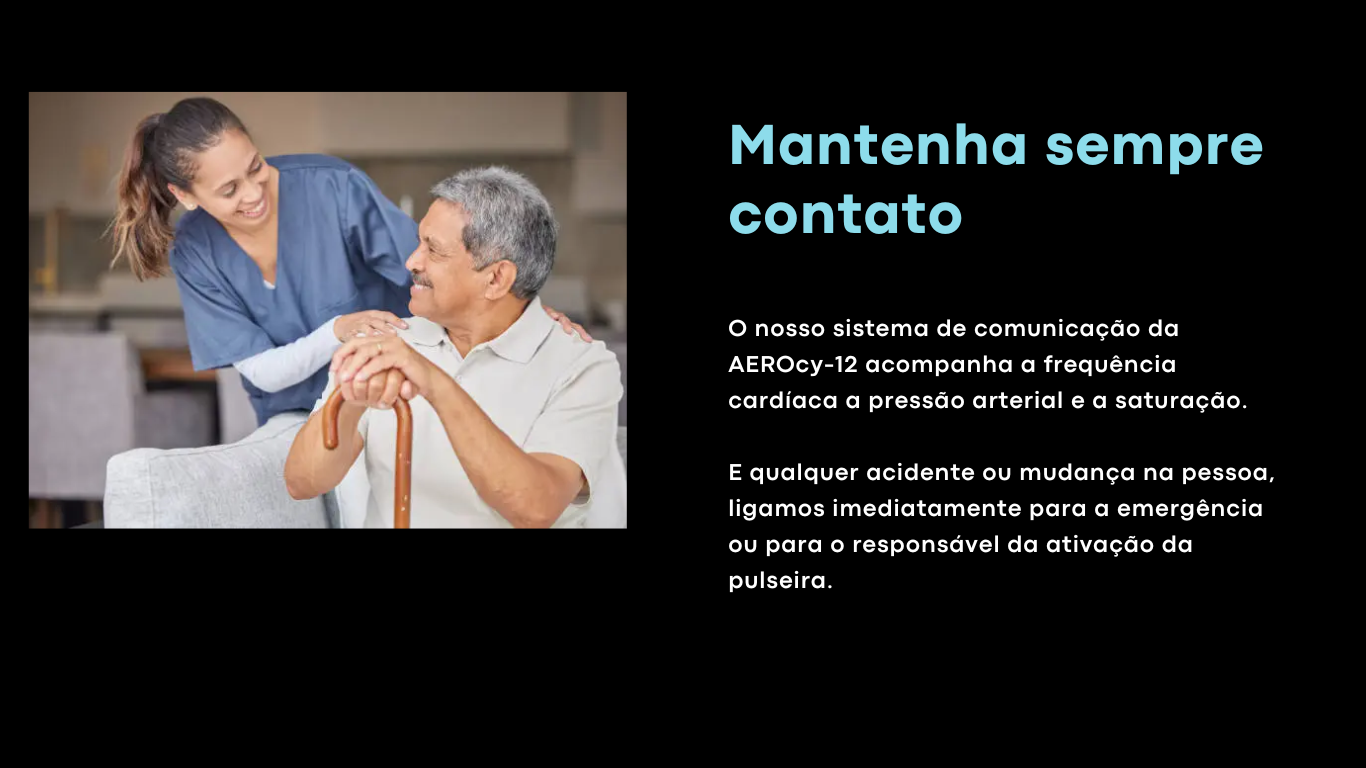 Mantenha sempre
contato
O nosso sistema de comunicação da
AEROcy-12 acompanha a frequência
cardíaca a pressão arterial e a saturação.
E qualquer acidente ou mudança na pessoa,
ligamos imediatamente para a emergência
ou para o responsável da ativação da
pulseira.